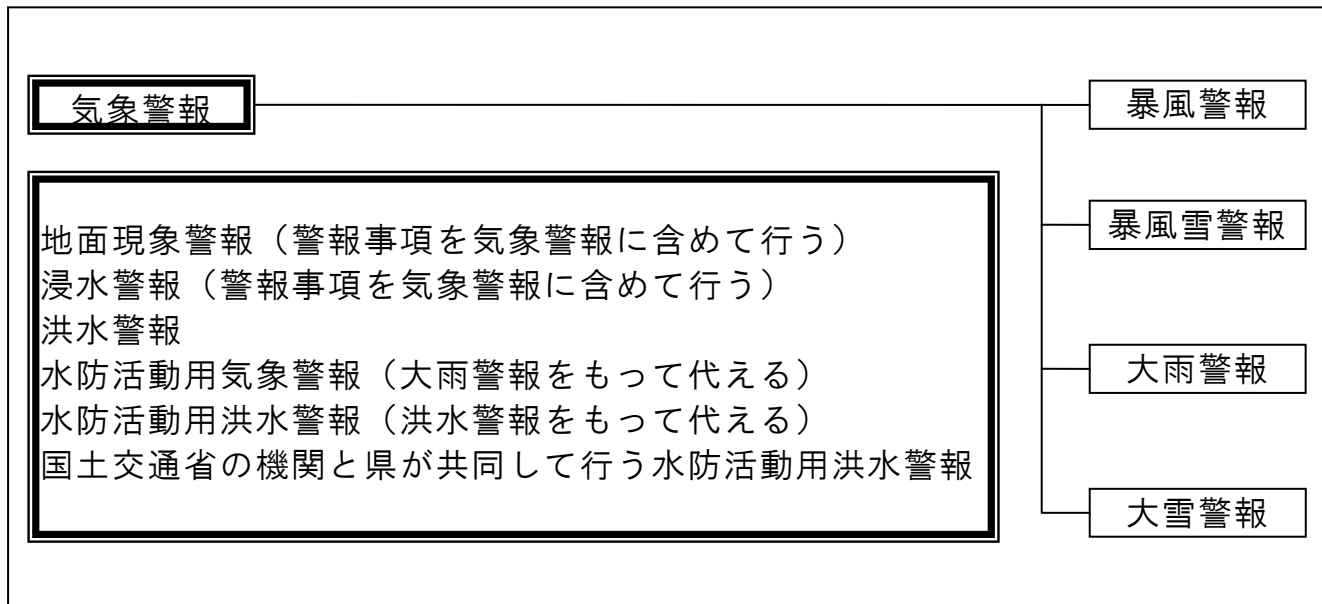 気象警報
暴風警報
暴風雪警報
大雨警報
大雪警報
地面現象警報（警報事項を気象警報に含めて行う）
浸水警報（警報事項を気象警報に含めて行う）
洪水警報
水防活動用気象警報（大雨警報をもって代える）
水防活動用洪水警報（洪水警報をもって代える）
国土交通省の機関と県が共同して行う水防活動用洪水警報